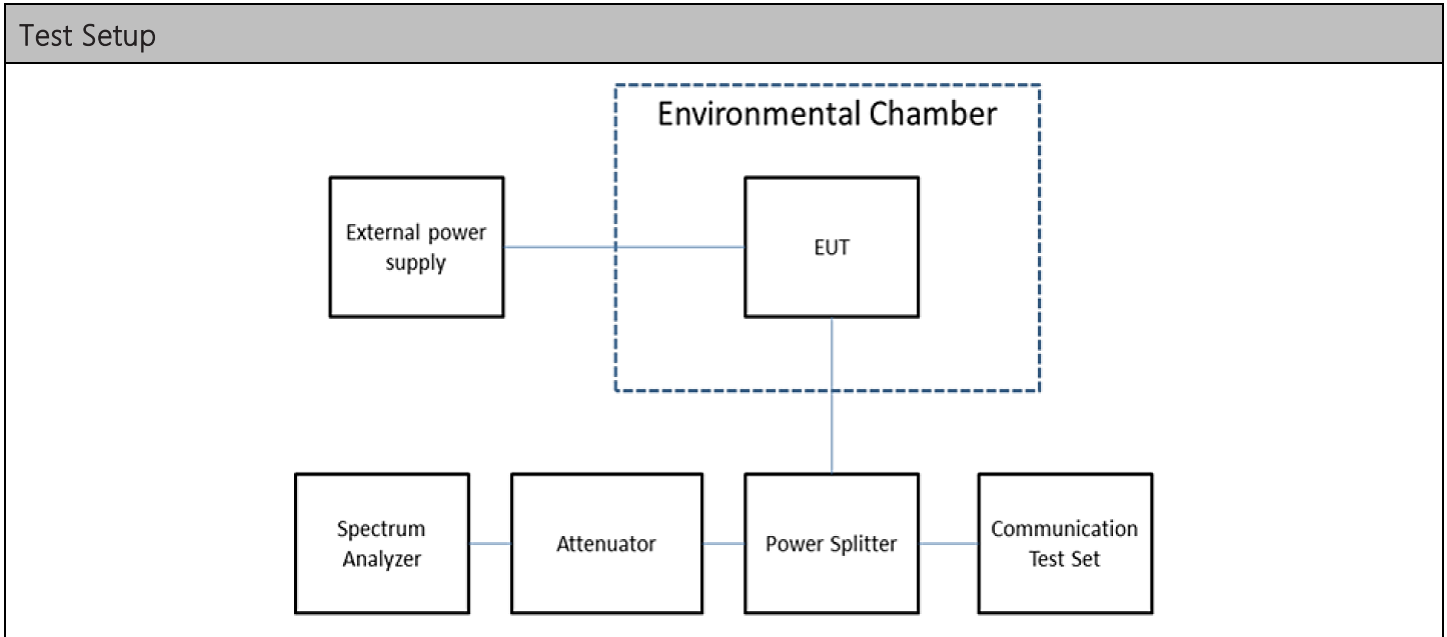 Test Setup
Environmental Chamber
External power
supply
EUT
Spectrum
Analyzer
Attenuator
Power Splitter
Communication
Test Set